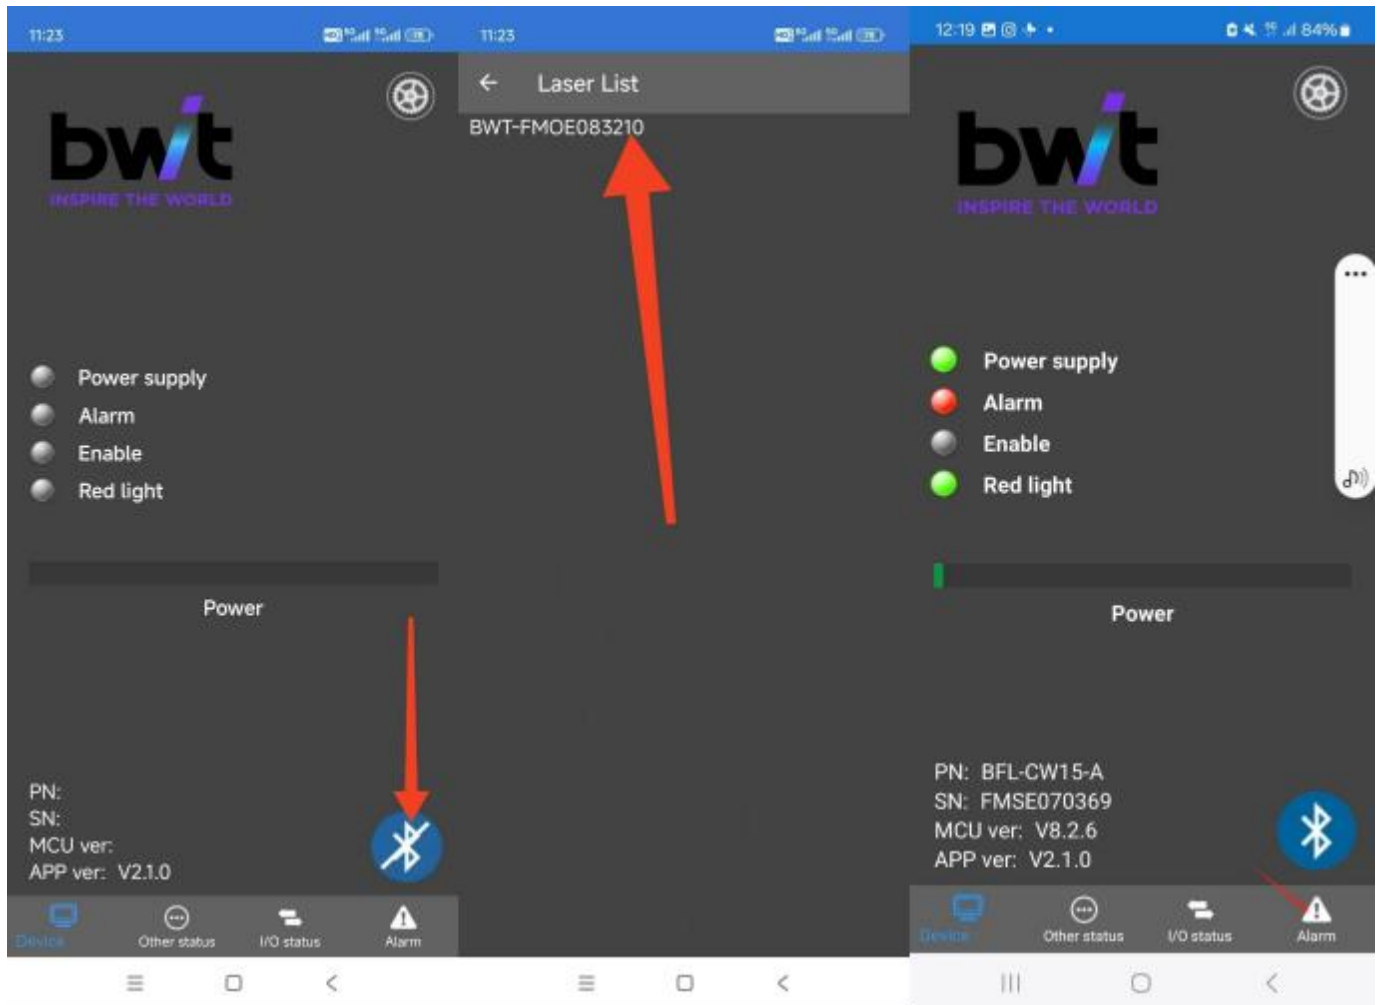 11:23
bwt
INSPIRE THE WORLD
Power supply
Alarm
Enable
Red light
Power
PN:
SN:
MCU ver:
APP ver: V2.1.0
Device
Other status
I/O status
Alarm
11:23
Laser List
BWT-FMOE083210
12:19
84%
bwt
INSPIRE THE WORLD
Power supply
Alarm
Enable
Red light
Power
PN: BFL-CW15-A
SN: FMSE070369
MCU ver: V8.2.6
APP ver: V2.1.0
Device
Other status
I/O status
Alarm